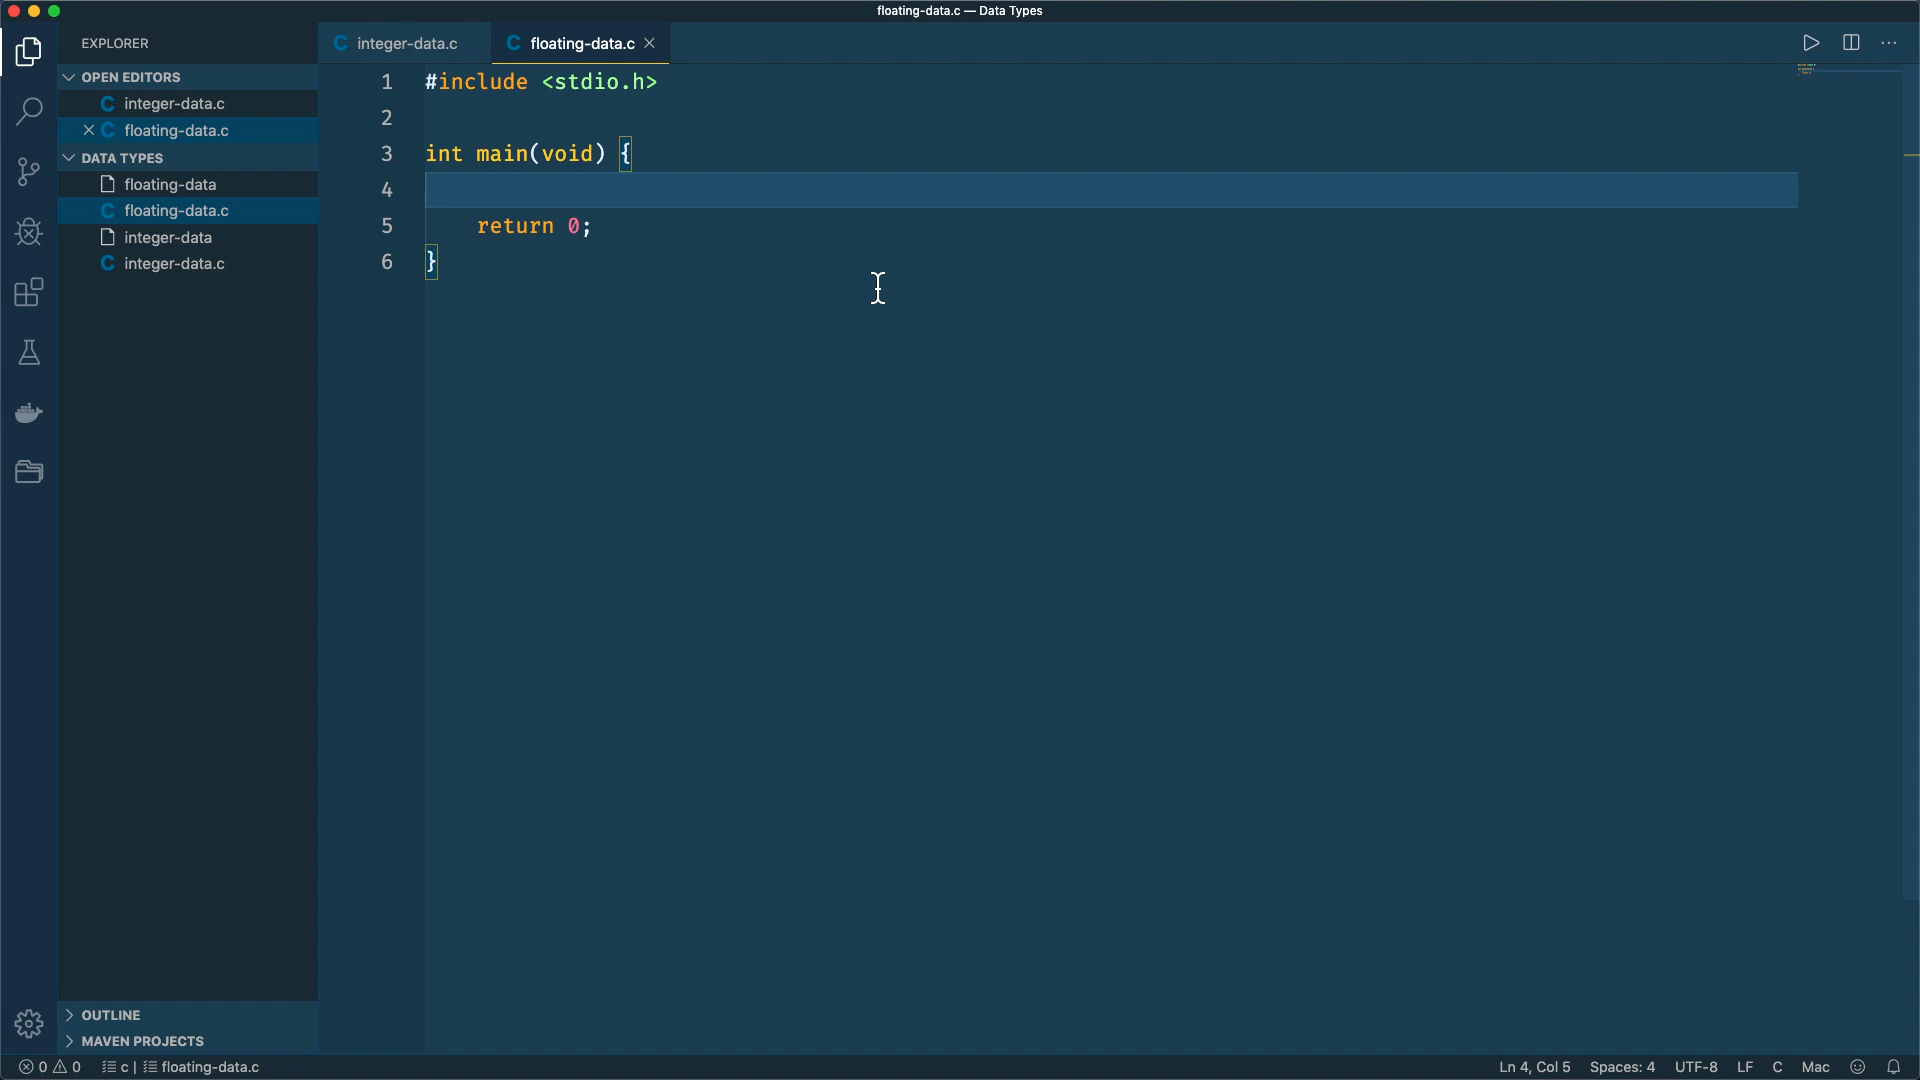 floating-data.c — Data Types
EXPLORER
OPEN EDITORS
C integer-data.c
C floating-data.c
DATA TYPES
floating-data
C floating-data.c
integer-data
C integer-data.c
OUTLINE
MAVEN PROJECTS
C integer-data.c
C floating-data.c
1 #include <stdio.h>
2
3 int main(void) {
4
5 return 0;
6 }
0 0 c | floating-data.c
Ln 4, Col 5 Spaces: 4 UTF-8 LF C Mac